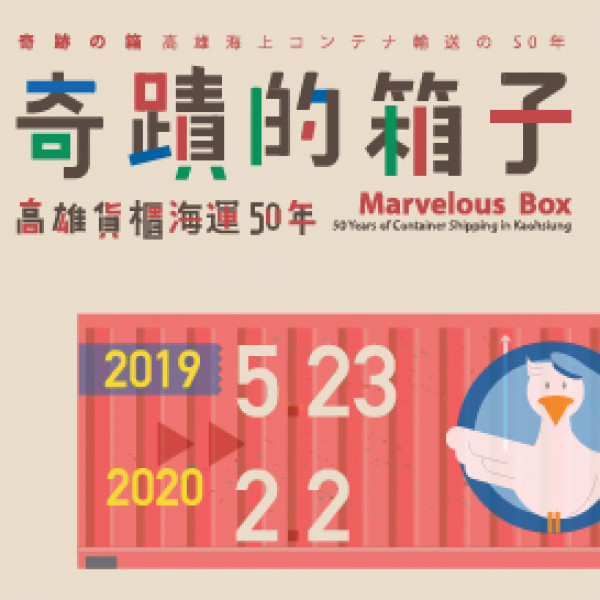 奇跡の箱 高雄海上コンテナ輸送の50年
奇蹟的箱子
高雄貨櫃海運50年
Marvelous Box
50 Years of Container Shipping in Kaohsiung
2019 5.23
2020 2.2